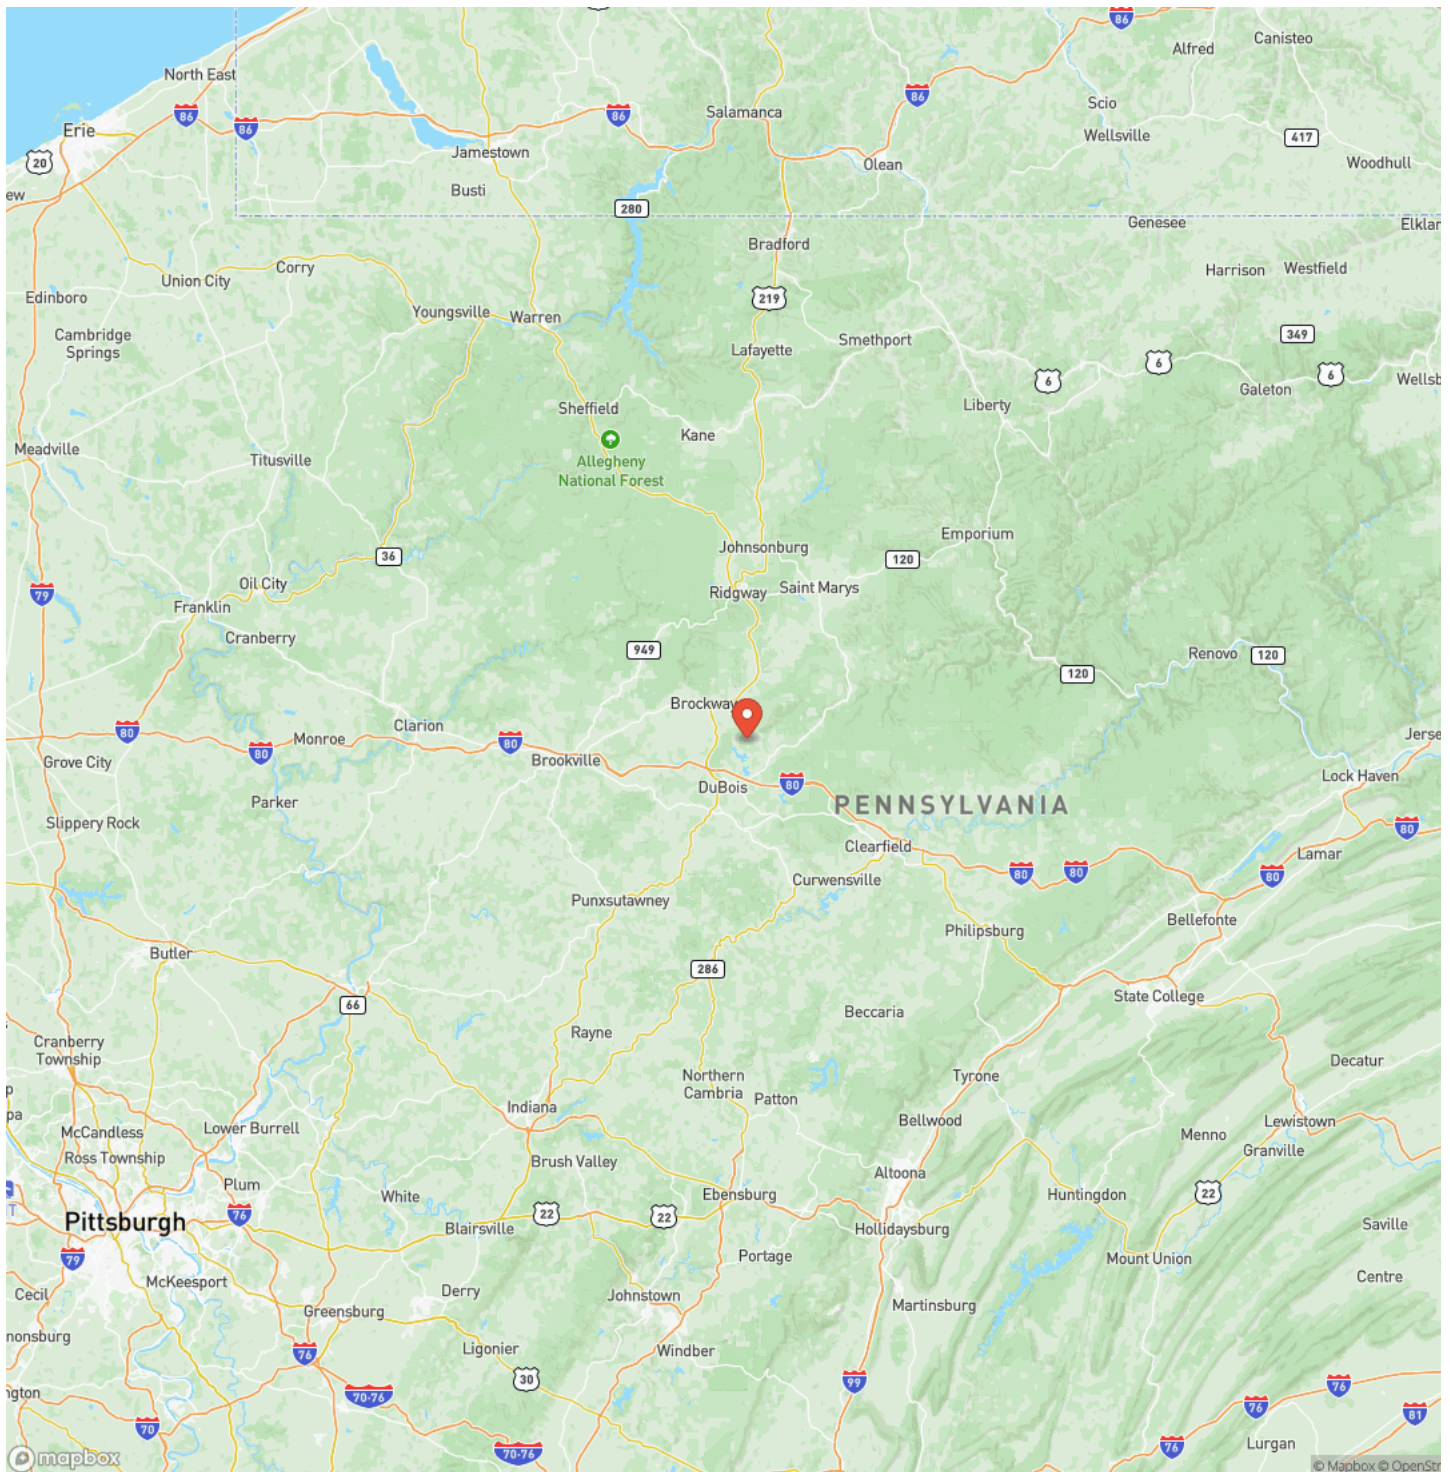 86
Canisteo
Alfred
North East
Scio
86
86
86
Salamanca
86
Erie
Wellsville
417
20
Jamestown
Olean
Woodhull
ew
Busti
280
Genesee
Elklar
Bradford
Corry
Union City
Harrison
Westfield
Edinboro
219
Youngsville
Warren
Cambridge
Springs
349
Smethport
Lafayette
6
6
6
Galeton
Wellsb
Sheffield
Liberty
Kane
Meadville
Titusville
Allegheny
National Forest
Emporium
Johnsonburg
36
120
Oil City
Saint Marys
Ridgway
79
Franklin
Cranberry
949
Renovo
120
120
Brockway
Clarion
80
Monroe
80
80
Jerse
Grove City
Brookville
Lock Haven
DuBois
80
Parker
PENNSYLVANIA
Slippery Rock
80
Clearfield
Lamar
80
80
80
Curwensville
Punxsutawney
Bellefonte
Philipsburg
Butler
286
State College
66
Beccaria
Rayne
Cranberry
Township
Decatur
Northern
Cambria
Tyrone
p
Patton
Indiana
pa
Bellwood
Lewistown
Lower Burrell
McCandless
Menno
Ross Township
Granville
Brush Valley
Altoona
Plum
White
Ebensburg
Huntingdon
22
T
Pittsburgh
76
22
22
Blairsville
Hollidaysburg
Saville
79
Portage
Mount Union
McKeesport
Centre
Cecil
Derry
Johnstown
Greensburg
Martinsburg
nonsburg
Ligonier
Windber
76
30
99
76
ngton
70-76
76
81
70
76
Lurgan
70-76
mapbox
© Mapbox © OpenStr